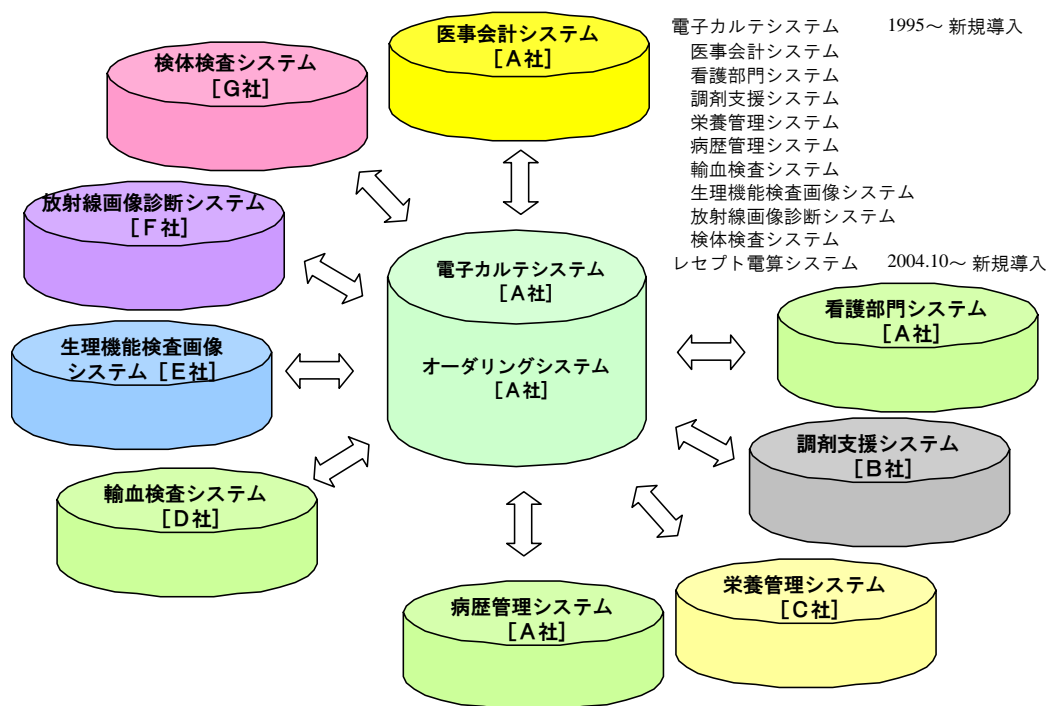 医事会計システム
[A社]
電子カルテシステム 1995～ 新規導入
医事会計システム
看護部門システム
調剤支援システム
栄養管理システム
病歴管理システム
輸血検査システム
生理機能検査画像システム
放射線画像診断システム
検体検査システム
レセプト電算システム 2004.10～ 新規導入
検体検査システム
[G社]
放射線画像診断システム
[F社]
電子カルテシステム
[A社]
オーダリングシステム
[A社]
看護部門システム
[A社]
生理機能検査画像
システム [E社]
調剤支援システム
[B社]
輸血検査システム
[D社]
病歴管理システム
[A社]
栄養管理システム
[C社]